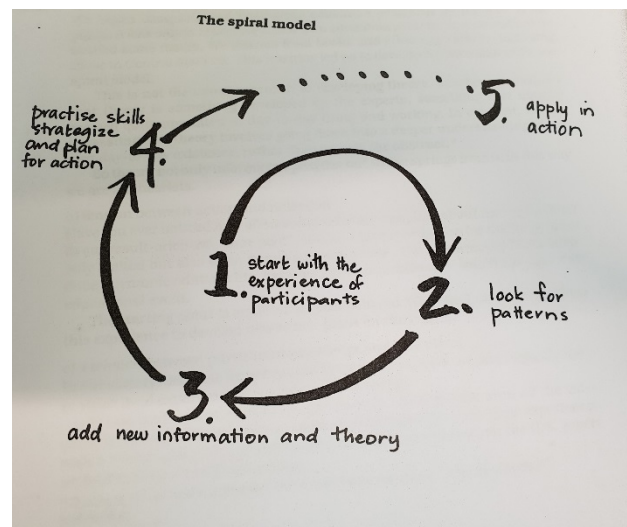 The spiral model
1. start with the
experience of
participants
2. look for
patterns
3.
add new information and theory
4. practise skills
strategize
and plan
for action
5. apply in
action